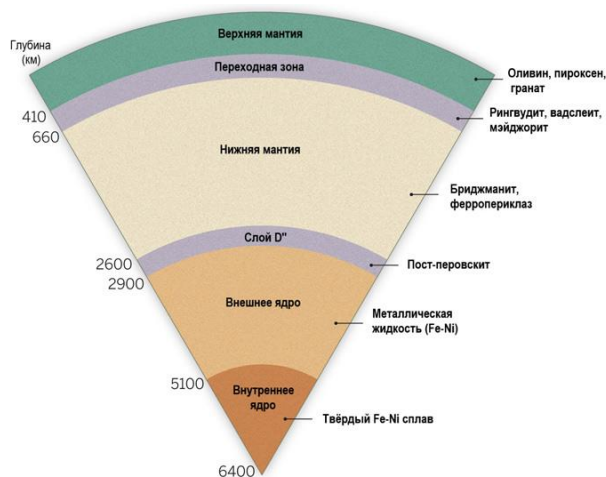 Глубина
(км)
Верхняя мантия
Переходная зона
Оливин, пироксен,
гранат
410
Рингвудит, вадслеит,
мэйджорит
660
Нижняя мантия
Бриджманит,
ферропериклаз
Слой D"
2600
Пост-перовскит
2900
Внешнее ядро
Металлическая
жидкость (Fe-Ni)
5100
Внутреннее
ядро
Твёрдый Fe-Ni сплав
6400